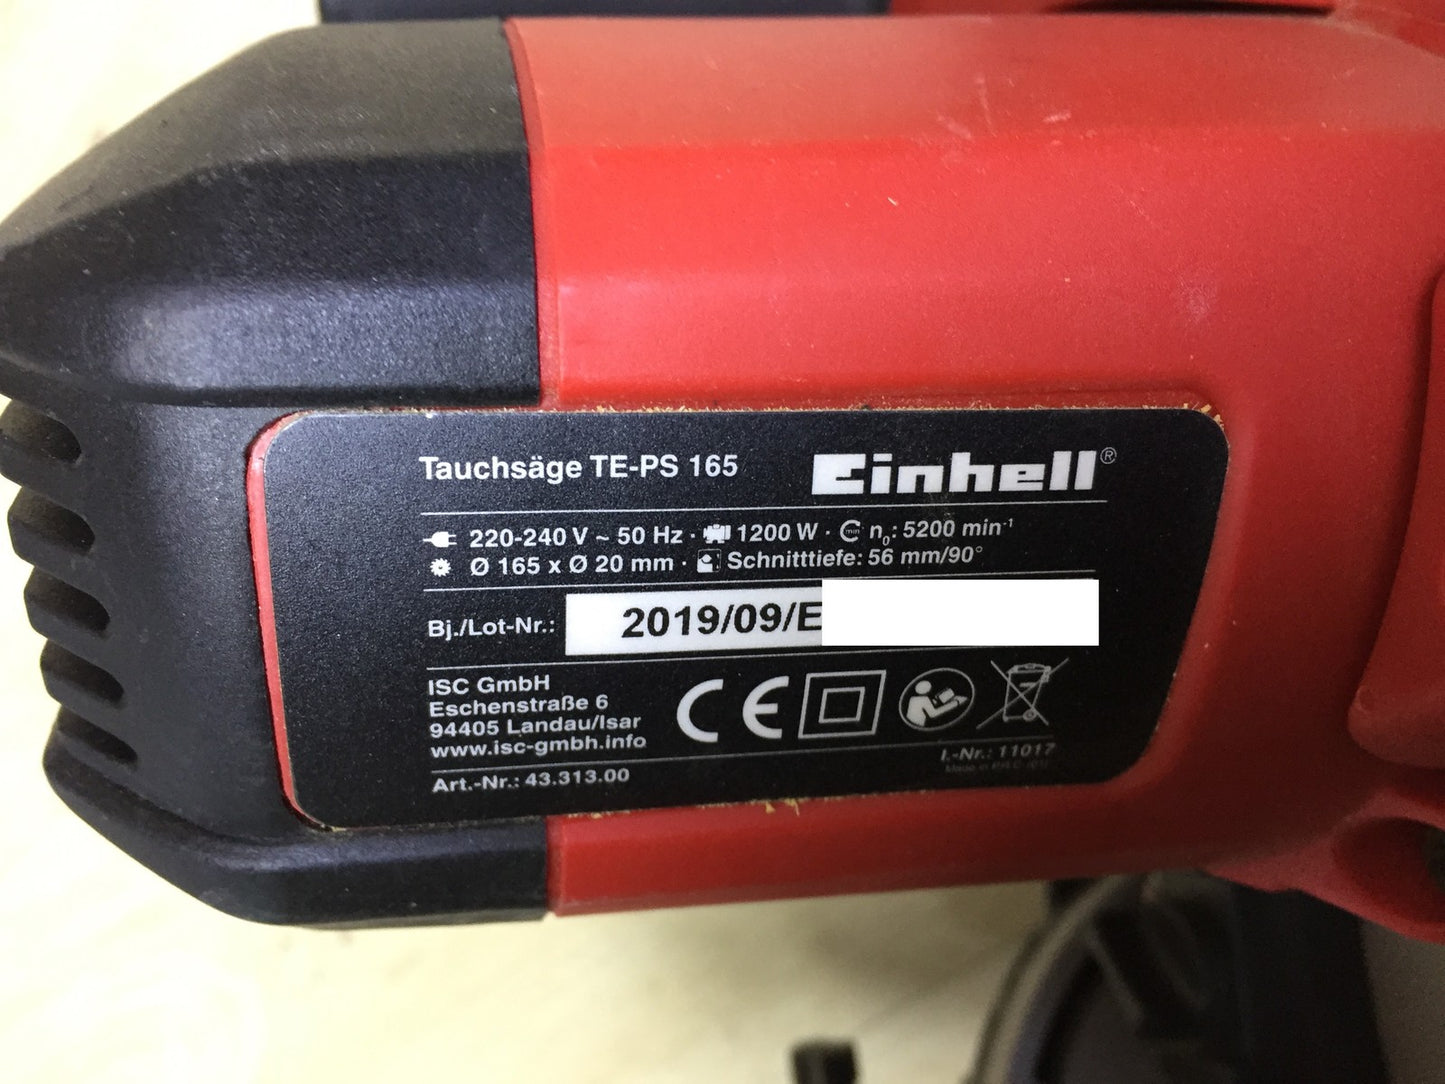 Tauchsäge TE-PS 165
Einhell®
220-240 V ~ 50 Hz · 1200 W · n₀: 5200 min⁻¹
Ø 165 x Ø 20 mm · Schnitttiefe: 56 mm/90°
Bj./Lot-Nr.: 2019/09/E
ISC GmbH
Eschenstraße 6
94405 Landau/Isar
www.isc-gmbh.info
CE
Art.-Nr.: 43.313.00
I.-Nr.: 11017